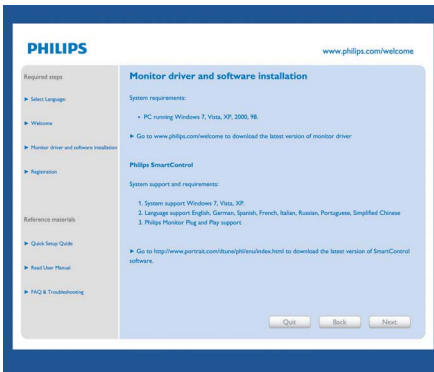 PHILIPS
www.philips.com/welcome
Required steps
► Select Language:
► Welcome
► Monitor driver and software installation
► Registration
Reference materials
► Quick Setup Guide
► Read User Manual
► FAQ & Troubleshooting
Monitor driver and software installation
System requirements:
• PC running Windows 7, Vista, XP, 2000, 98.
► Go to www.philips.com/welcome to download the latest version of monitor driver
Philips SmartControl
System support and requirements:
1. System support Windows 7, Vista, XP.
2. Language support English, German, Spanish, French, Italian, Russian, Portuguese, Simplified Chinese
3. Philips Monitor Plug and Play support
► Go to http://www.portrait.com/dtune/phl/enu/index.html to download the latest version of SmartControl
software.
Quit
Back
Next